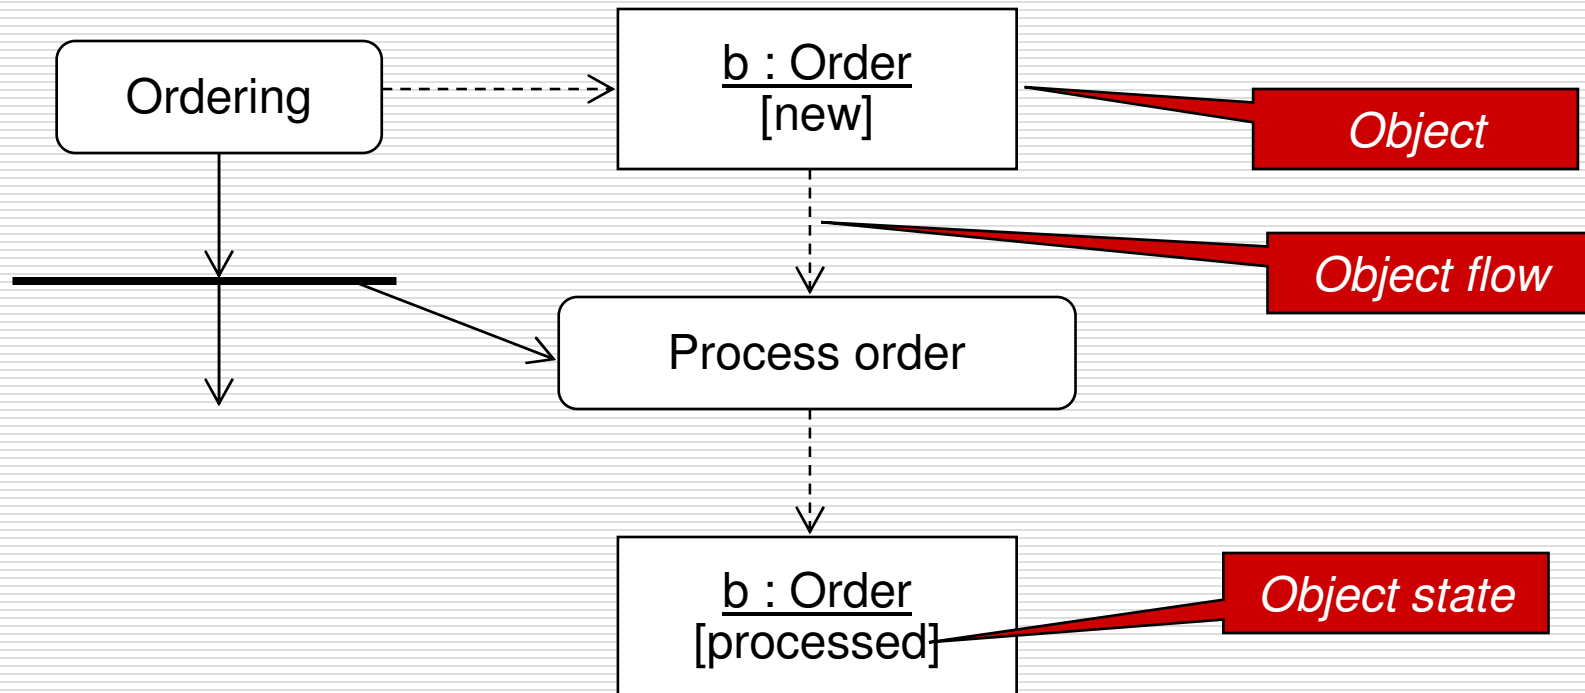 Ordering
b : Order
[new]
Object
Object flow
Process order
b : Order
[processed]
Object state